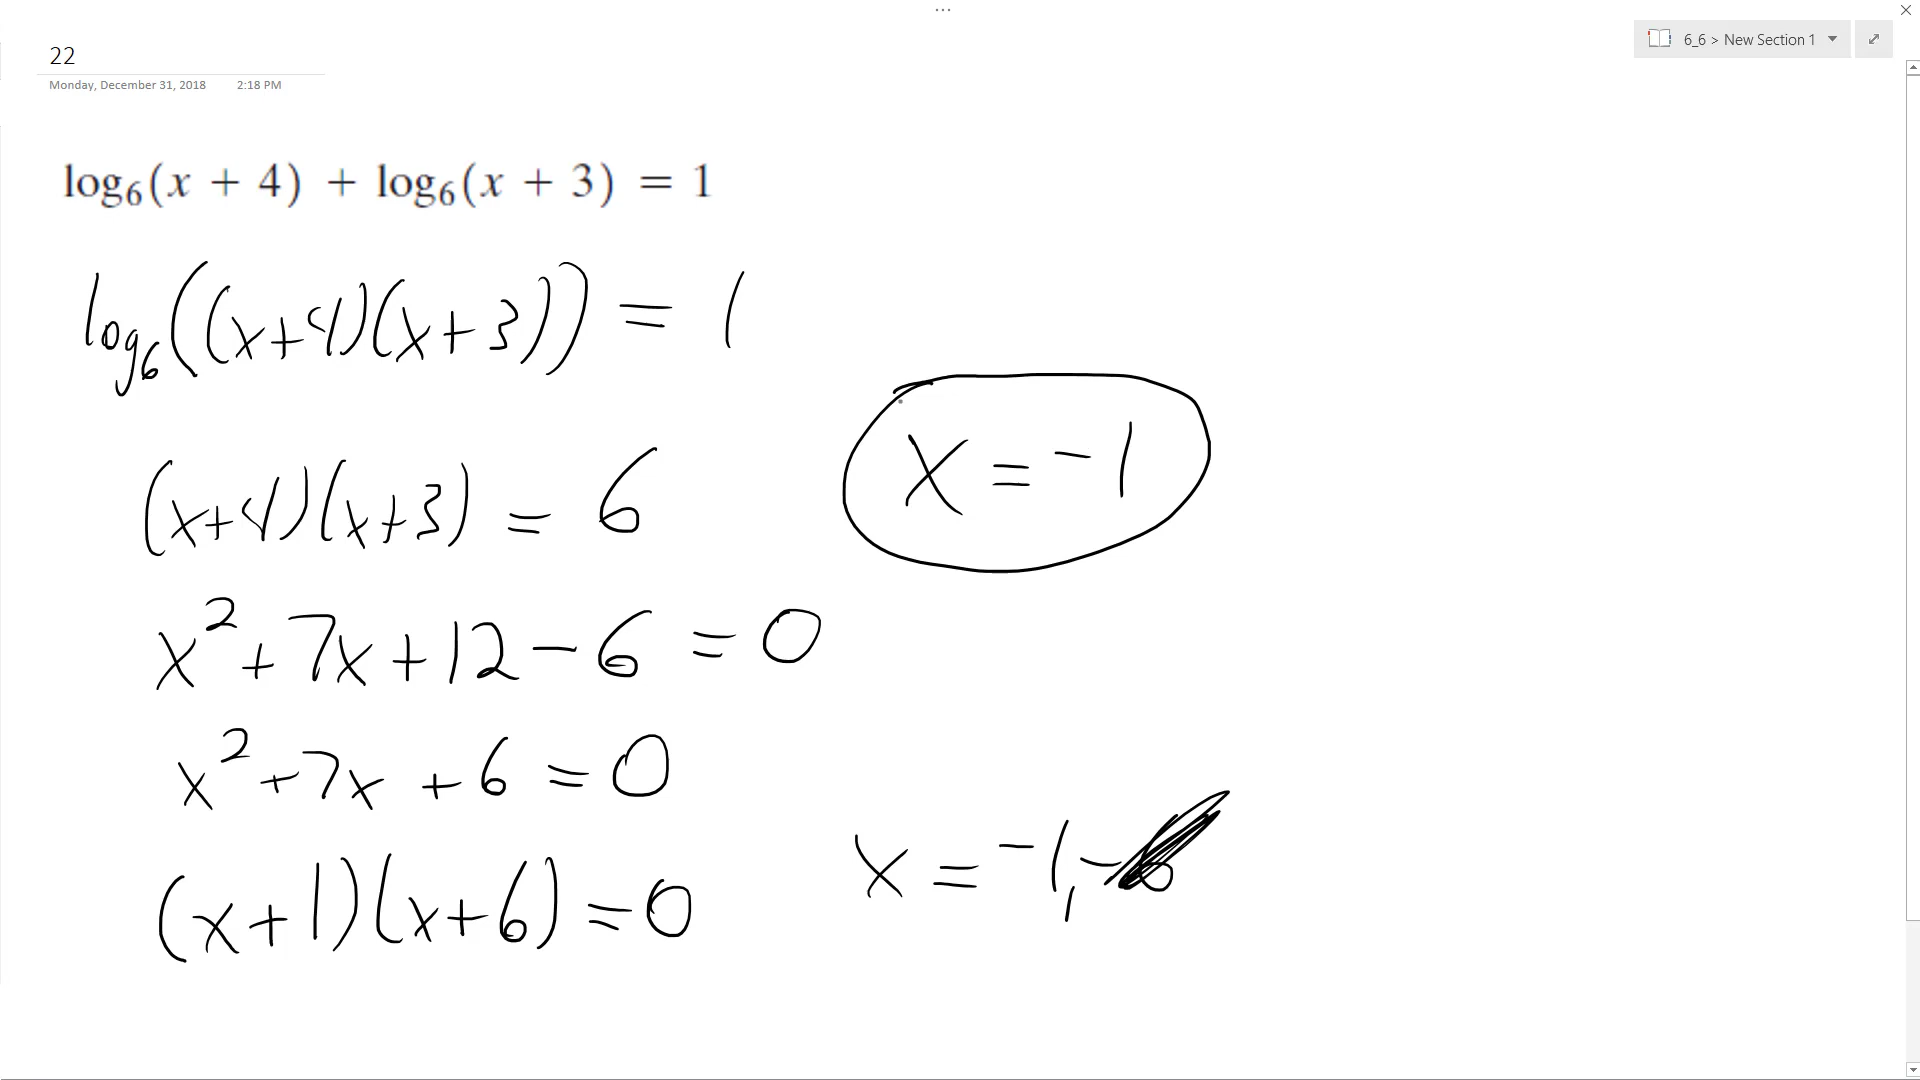 …
6_6 > New Section 1
22
Monday, December 31, 2018 2:18 PM
log₆(x + 4) + log₆(x + 3) = 1
log₆((x+4)(x+3)) = 1
(x+4)(x+3) = 6
x = -1
x² + 7x + 12 - 6 = 0
x² + 7x + 6 = 0
(x+1)(x+6) = 0
x = -1, -6